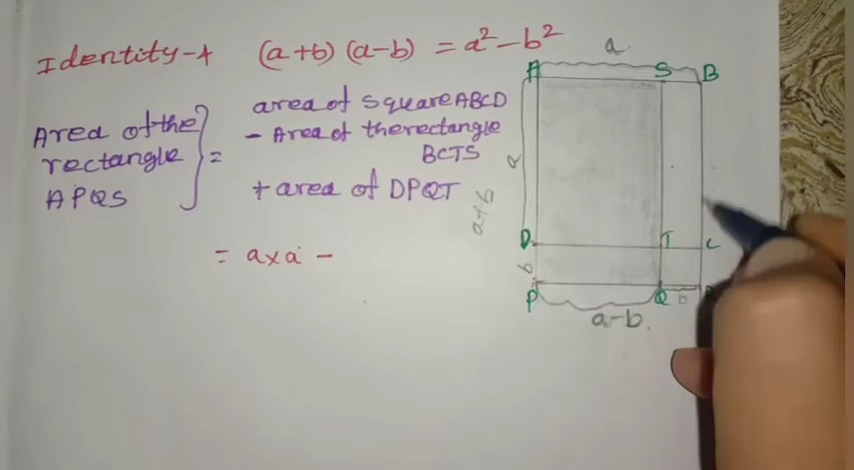 Identity-4 (a+b)(a-b) = a²-b²
Area of the rectangle APQS } = area of square ABCD
- Area of the rectangle BCTS
+ area of DPQT
= a×a -
a
A S B
a
a+b
D T C
b
P Q b
a-b.